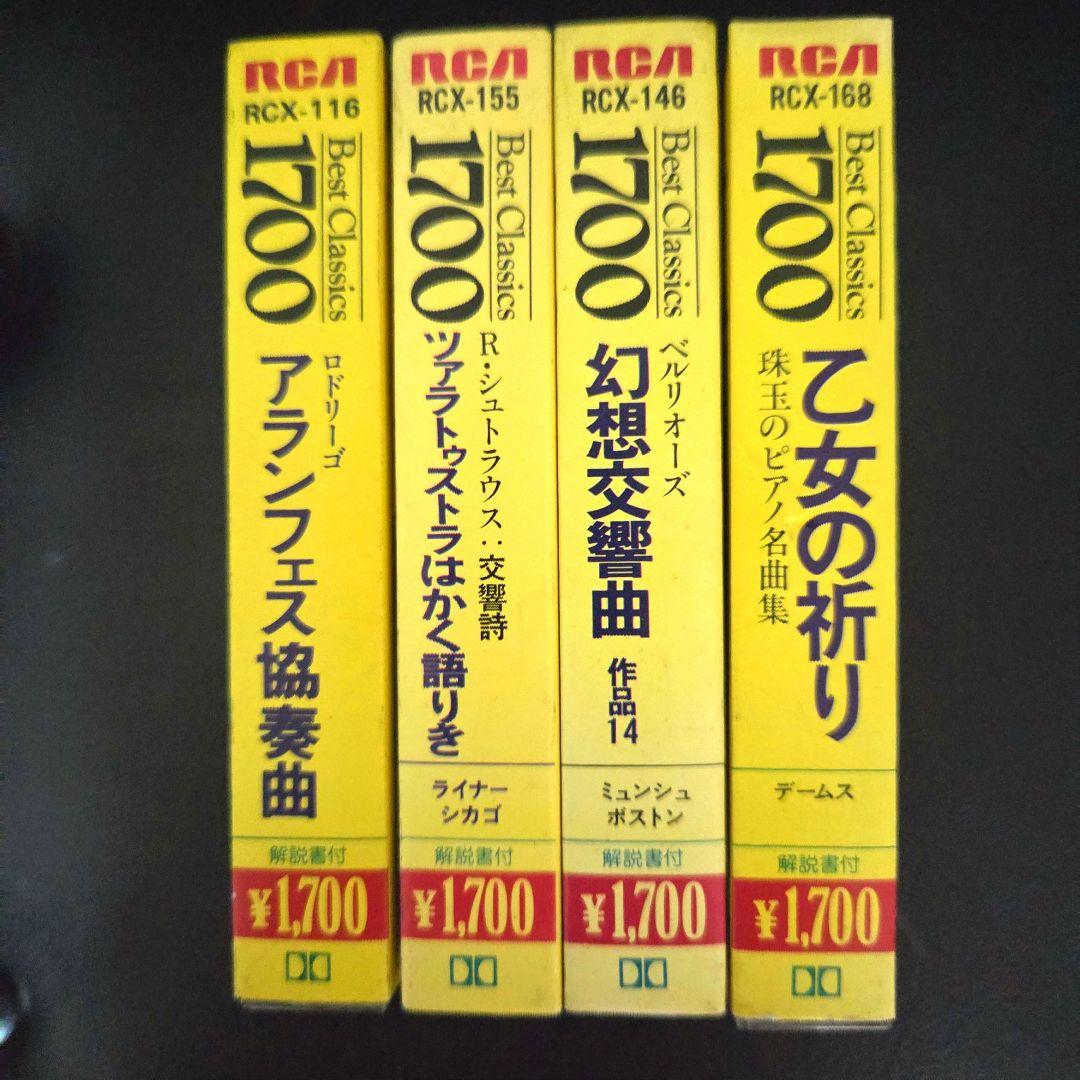 RCA
RCX-116
Best Classics
1700
ロドリーゴ
アランフェス協奏曲
解説書付
¥1,700
RCA
RCX-155
Best Classics
1700
R・シュトラウス:交響詩
ツァラトゥストラはかく語りき
ライナー
シカゴ
解説書付
¥1,700
RCA
RCX-146
Best Classics
1700
ベルリオーズ
幻想交響曲 作品14
ミュンシュ
ボストン
解説書付
¥1,700
RCA
RCX-168
Best Classics
1700
乙女の祈り
珠玉のピアノ名曲集
デームス
解説書付
¥1,700